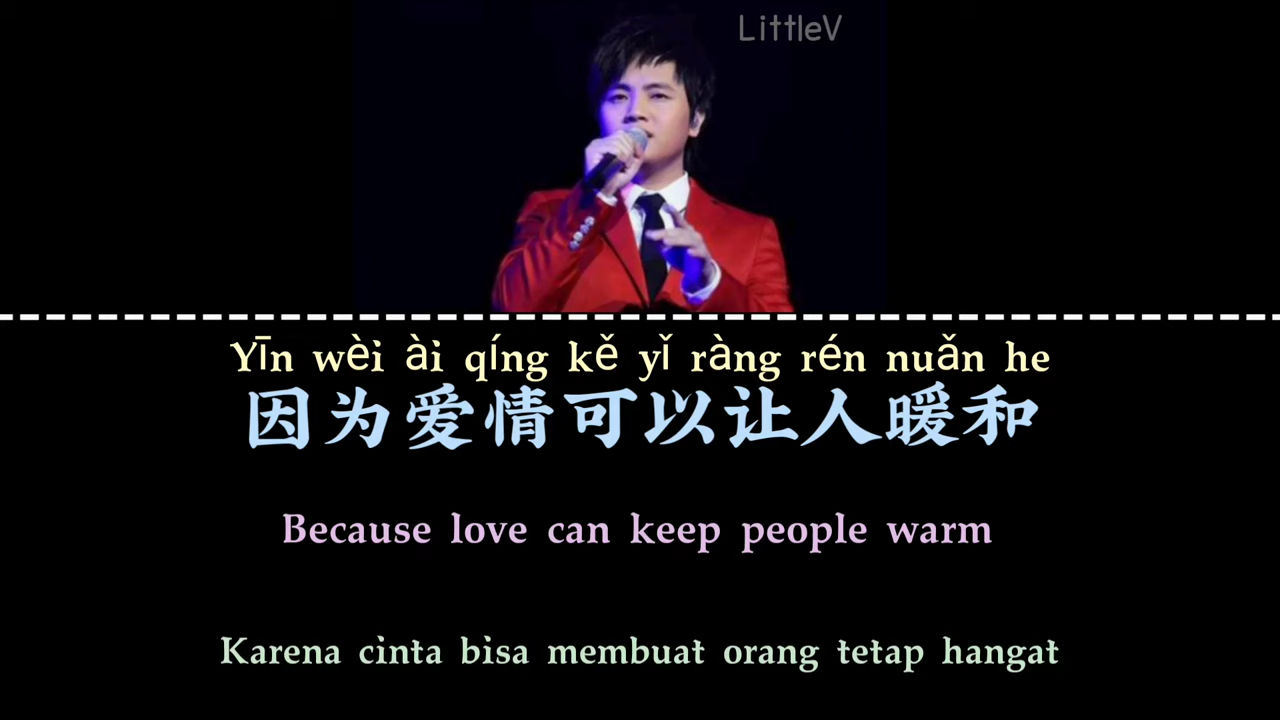 LittleV
Yīn wèi ài qíng kě yǐ ràng rén nuǎn he
因为爱情可以让人暖和
Because love can keep people warm
Karena cinta bisa membuat orang tetap hangat